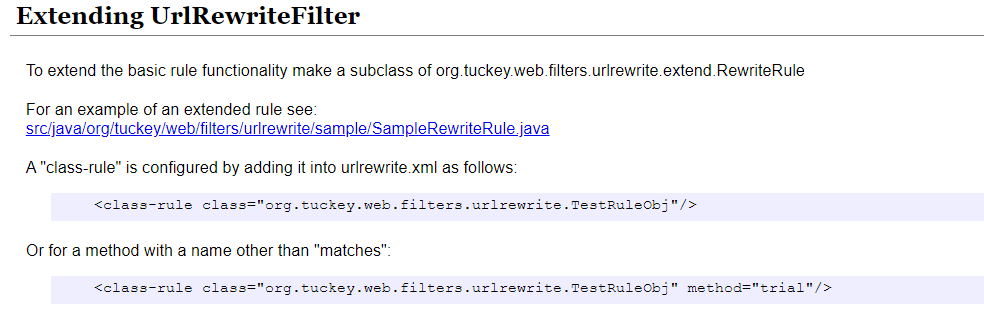 Extending UrlRewriteFilter
To extend the basic rule functionality make a subclass of org.tuckey.web.filters.urlrewrite.extend.RewriteRule
For an example of an extended rule see:
src/java/org/tuckey/web/filters/urlrewrite/sample/SampleRewriteRule.java
A "class-rule" is configured by adding it into urlrewrite.xml as follows:
<class-rule class="org.tuckey.web.filters.urlrewrite.TestRuleObj"/>
Or for a method with a name other than "matches":
<class-rule class="org.tuckey.web.filters.urlrewrite.TestRuleObj" method="trial"/>